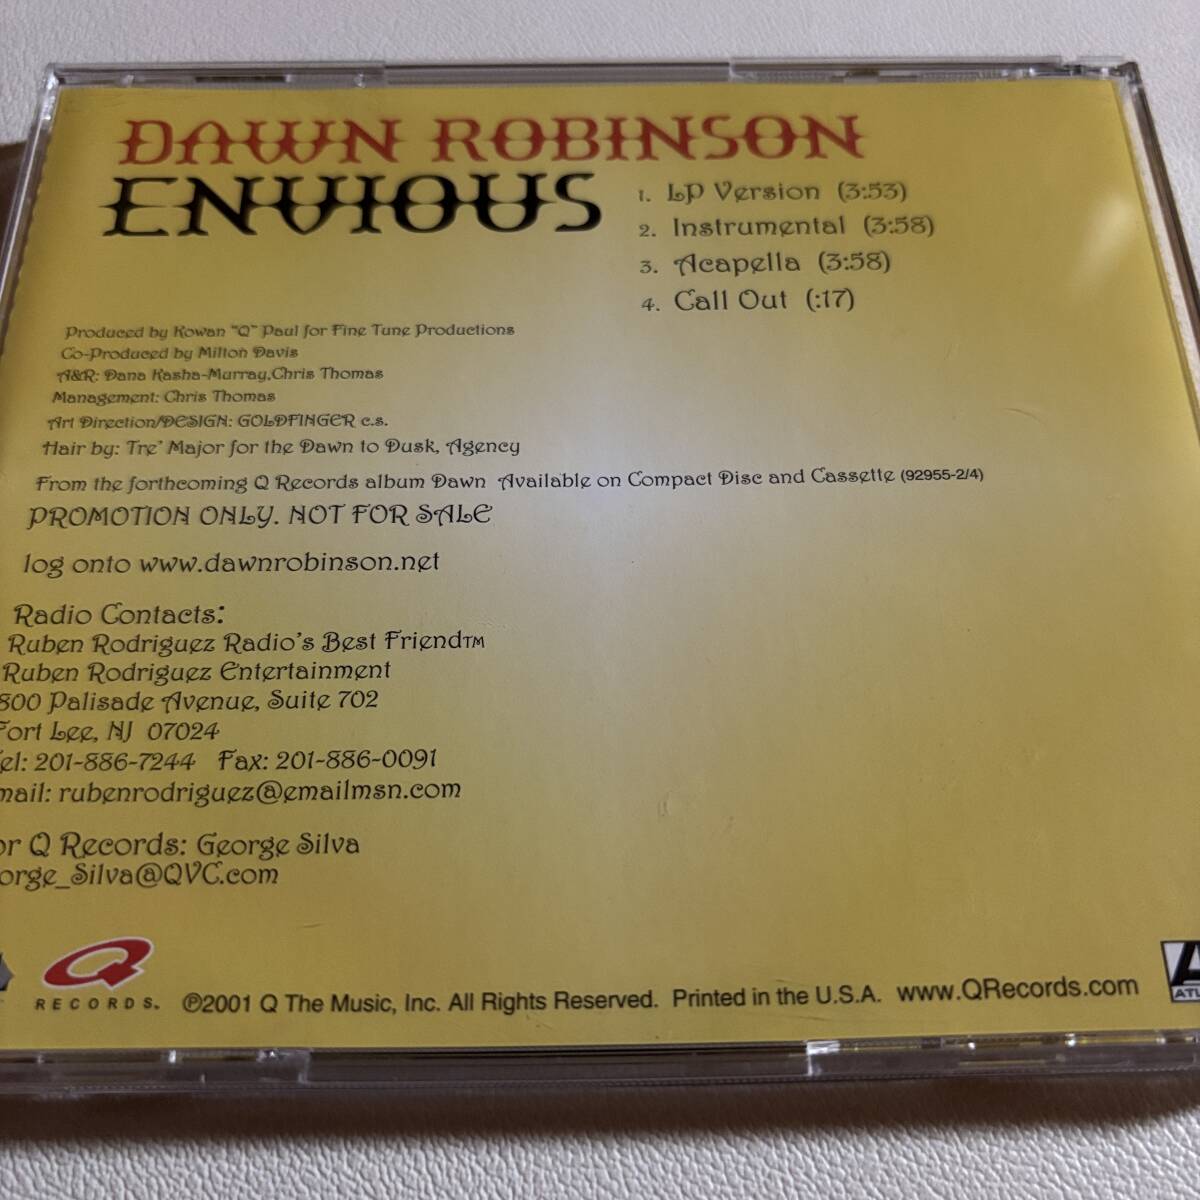 DAWN ROBINSON
ENVIOUS
1. LP Version (3:53)
2. Instrumental (3:58)
3. Acapella (3:58)
4. Call Out (:17)
Produced by Rowan "Q" Paul for Fine Tune Productions
Co-Produced by Milton Davis
A&R: Dana Kasha-Murray,Chris Thomas
Management: Chris Thomas
Art Direction/DESIGN: GOLDFINGER c.s.
Hair by: Tre' Major for the Dawn to Dusk, Agency
From the forthcoming Q Records album Dawn Available on Compact Disc and Cassette (92955-2/4)
PROMOTION ONLY. NOT FOR SALE
log onto www.dawnrobinson.net
Radio Contacts:
Ruben Rodriguez Radio's Best Friend™
Ruben Rodriguez Entertainment
800 Palisade Avenue, Suite 702
Fort Lee, NJ 07024
Tel: 201-886-7244 Fax: 201-886-0091
mail: rubenrodriguez@emailmsn.com
or Q Records: George Silva
orge_Silva@QVC.com
Q
RECORDS. ℗2001 Q The Music, Inc. All Rights Reserved. Printed in the U.S.A. www.QRecords.com